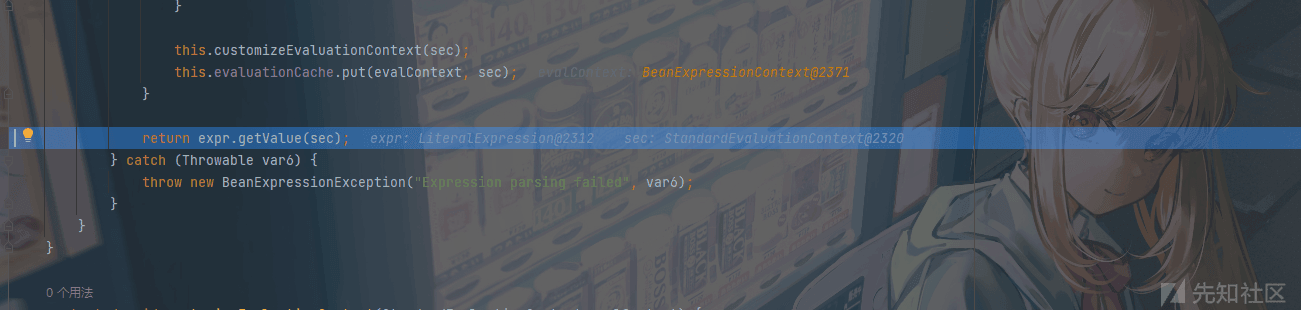 }
this.customizeEvaluationContext(sec);
this.evaluationCache.put(evalContext, sec);   evalContext: BeanExpressionContext@2371
}
return expr.getValue(sec);   expr: LiteralExpression@2312   sec: StandardEvaluationContext@2320
} catch (Throwable var6) {
throw new BeanExpressionException("Expression parsing failed", var6);
}
}
}
0 个用法
先知社区